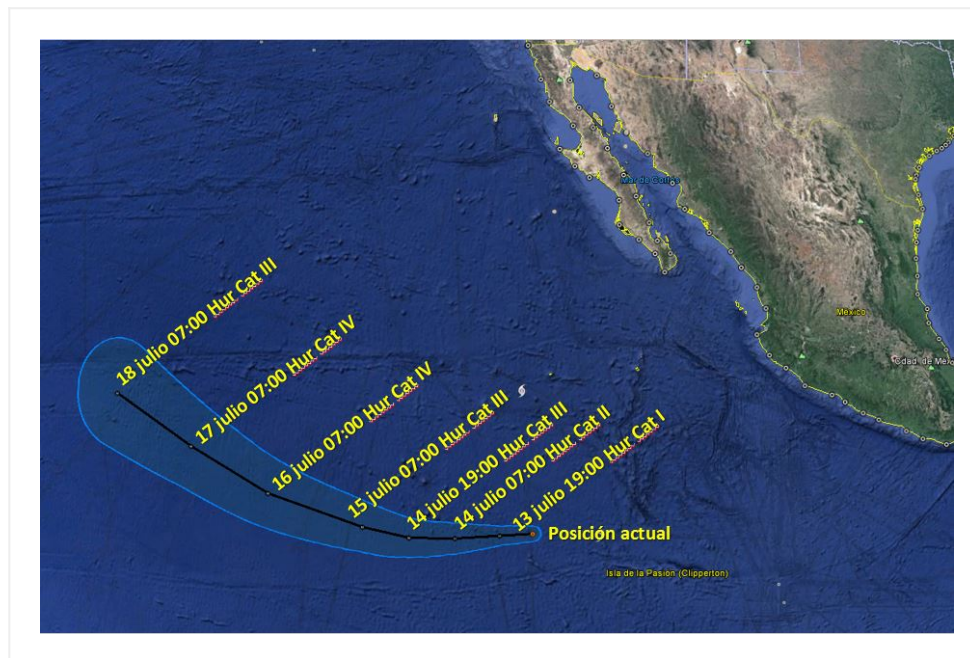 Mar de Cortés
México
Cdad. de Mé
18 julio 07:00 Hur Cat III
17 julio 07:00 Hur Cat IV
16 julio 07:00 Hur Cat IV
15 julio 07:00 Hur Cat III
14 julio 19:00 Hur Cat III
14 julio 07:00 Hur Cat II
13 julio 19:00 Hur Cat I
Posición actual
Isla de la Pasión (Clipperton)